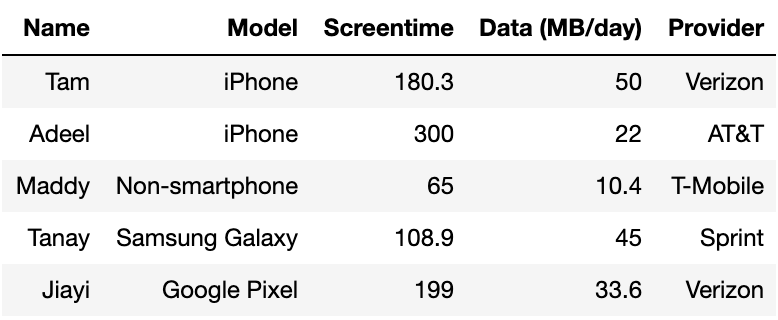 Name Model Screentime Data (MB/day) Provider
Tam iPhone 180.3 50 Verizon
Adeel iPhone 300 22 AT&T
Maddy Non-smartphone 65 10.4 T-Mobile
Tanay Samsung Galaxy 108.9 45 Sprint
Jiayi Google Pixel 199 33.6 Verizon